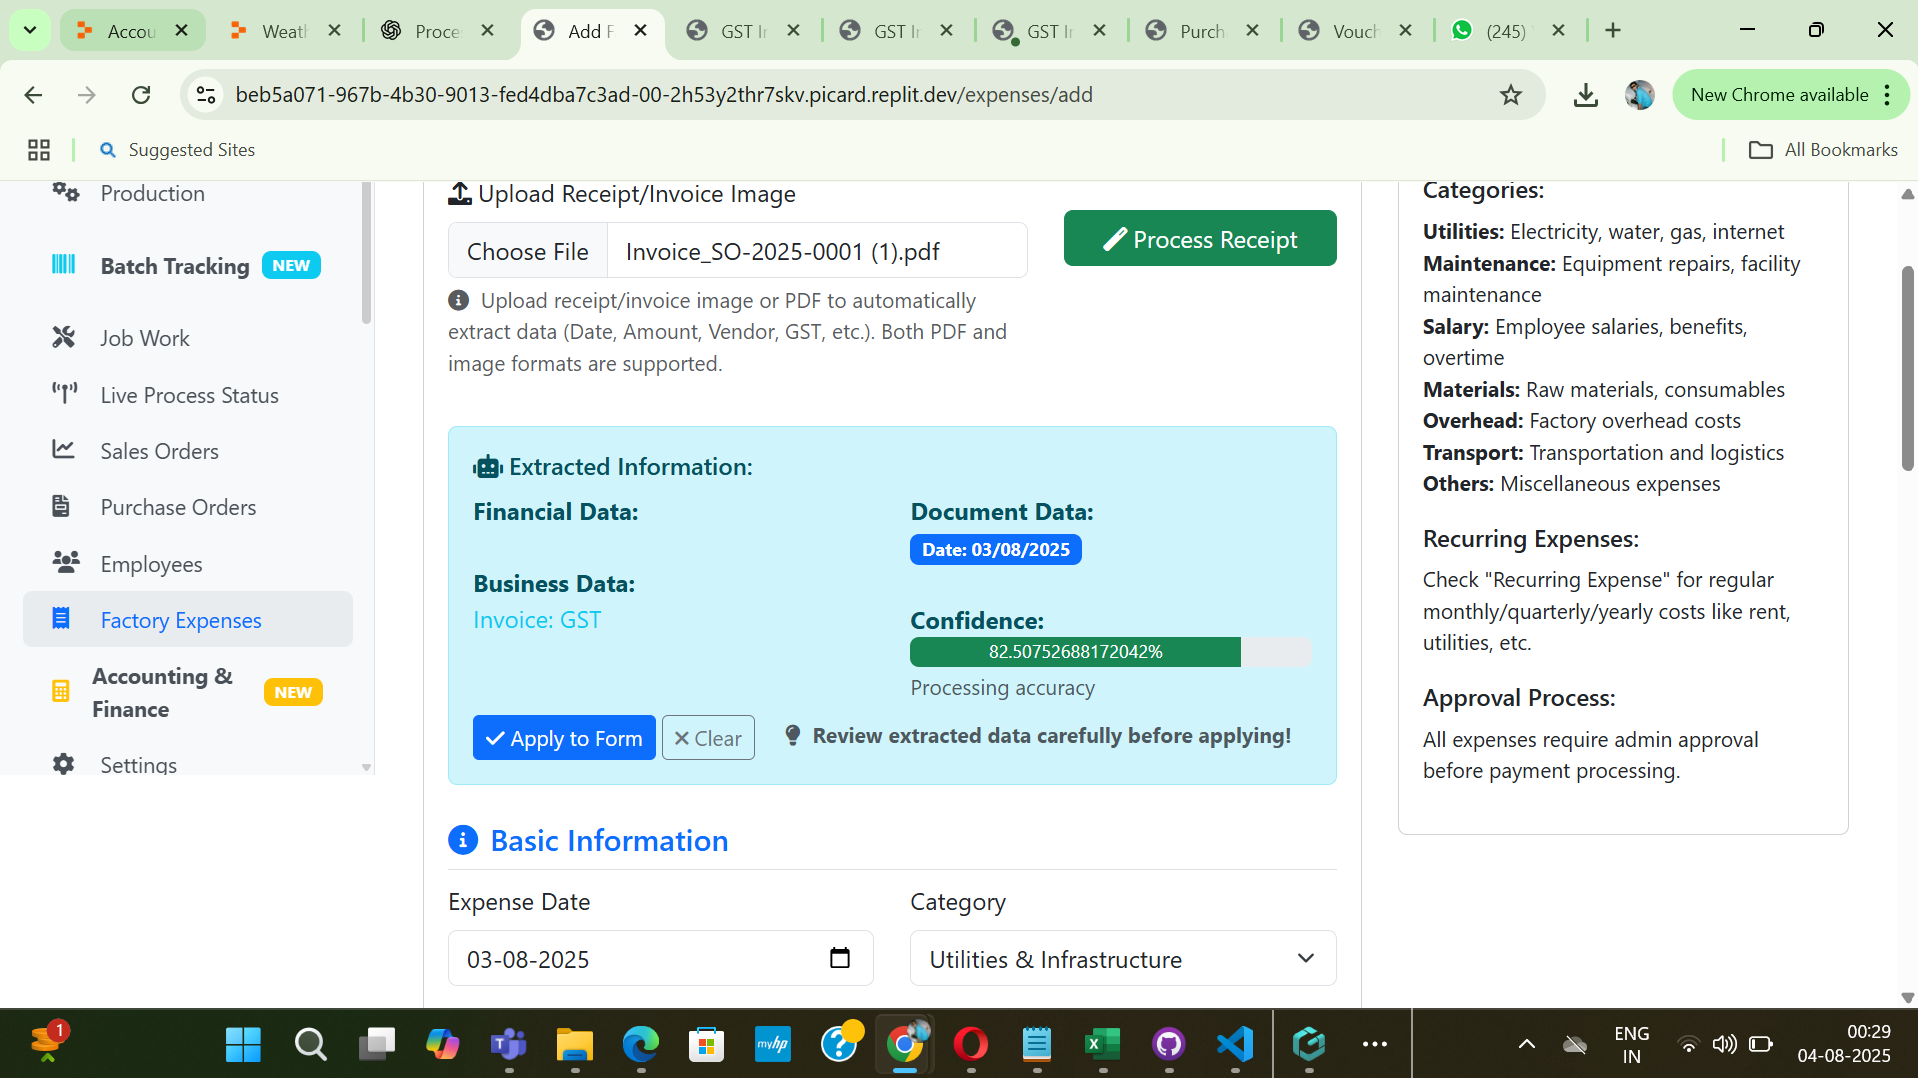 Accou
Weath
Proces
Add F
GST In
GST In
GST In
Purch
Vouch
(245)
beb5a071-967b-4b30-9013-fed4dba7c3ad-00-2h53y2thr7skv.picard.replit.dev/expenses/add
New Chrome available
Suggested Sites
All Bookmarks
Production
Batch Tracking NEW
Job Work
Live Process Status
Sales Orders
Purchase Orders
Employees
Factory Expenses
Accounting &
Finance
NEW
Settings
Upload Receipt/Invoice Image
Choose File Invoice_SO-2025-0001 (1).pdf
Process Receipt
Upload receipt/invoice image or PDF to automatically
extract data (Date, Amount, Vendor, GST, etc.). Both PDF and
image formats are supported.
Extracted Information:
Financial Data:
Document Data:
Date: 03/08/2025
Business Data:
Invoice: GST
Confidence:
82.50752688172042%
Processing accuracy
Apply to Form
Clear
Review extracted data carefully before applying!
Basic Information
Expense Date
Category
03-08-2025
Utilities & Infrastructure
Categories:
Utilities: Electricity, water, gas, internet
Maintenance: Equipment repairs, facility
maintenance
Salary: Employee salaries, benefits,
overtime
Materials: Raw materials, consumables
Overhead: Factory overhead costs
Transport: Transportation and logistics
Others: Miscellaneous expenses
Recurring Expenses:
Check "Recurring Expense" for regular
monthly/quarterly/yearly costs like rent,
utilities, etc.
Approval Process:
All expenses require admin approval
before payment processing.
1
myhp
ENG
IN
00:29
04-08-2025